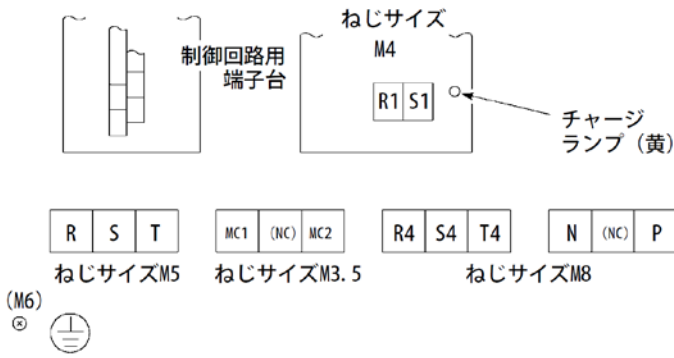 制御回路用
端子台
ねじサイズ
M4
R1 S1
チャージ
ランプ（黄）
R S T
MC1 (NC) MC2
R4 S4 T4
N (NC) P
ねじサイズM5
ねじサイズM3.5
ねじサイズM8
(M6)